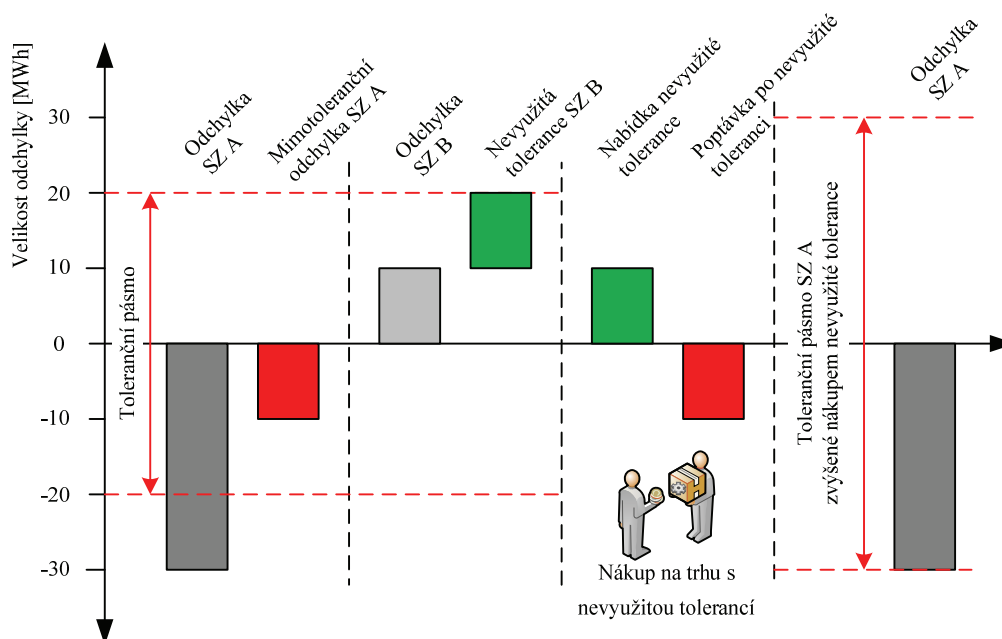 Velikost odchylky [MWh]
30
20
10
0
-10
-20
-30
Toleranční pásmo
Odchylka
SZ A
Mimotoleranční
odchylka SZ A
Odchylka
SZ B
Nevyužitá
tolerance SZ B
Nabídka nevyužité
tolerance
Poptávka po nevyužité
toleranci
Nákup na trhu s
nevyužitou tolerancí
Toleranční pásmo SZ A
zvýšené nákupem nevyužité tolerance
Odchylka
SZ A